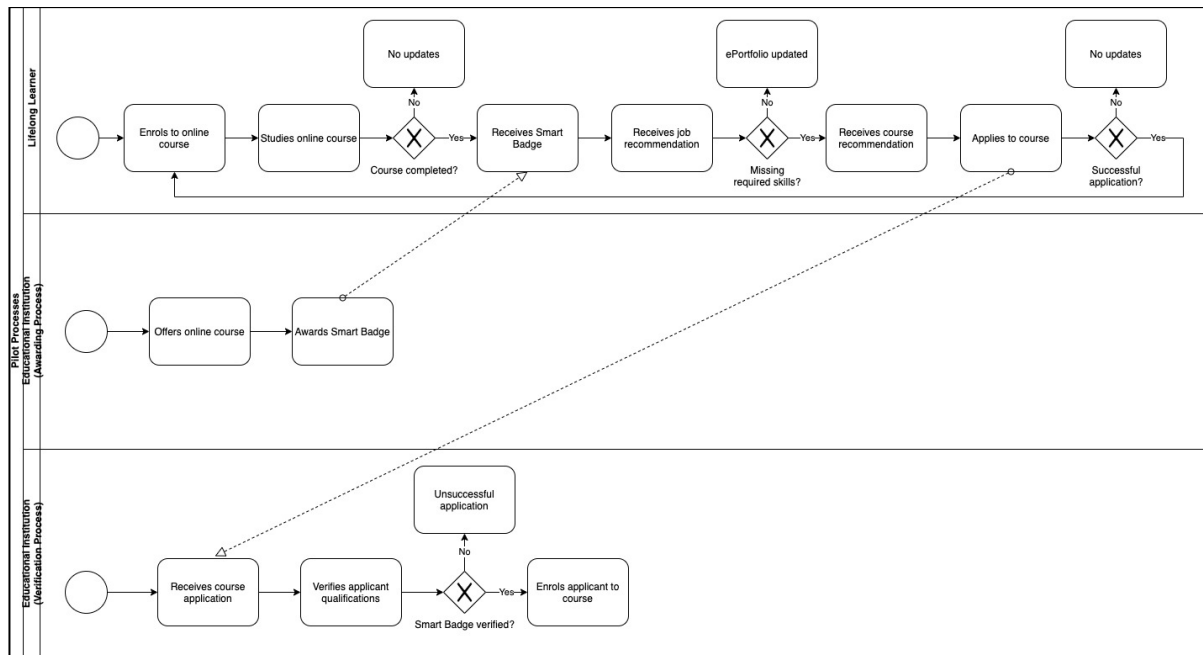 Pilot Processes
Lifelong Learner
No updates
ePortfolio updated
No updates
No
No
No
Enrols to online
course
Studies online course
Yes
Receives Smart
Badge
Receives job
recommendation
Yes
Receives course
recommendation
Applies to course
Yes
Course completed?
Missing
required skills?
Successful
application?
Educational Institution
(Awarding Process)
Offers online course
Awards Smart Badge
Educational Institution
(Verification Process)
Unsuccessful
application
No
Receives course
application
Verifies applicant
qualifications
Yes
Enrols applicant to
course
Smart Badge verified?